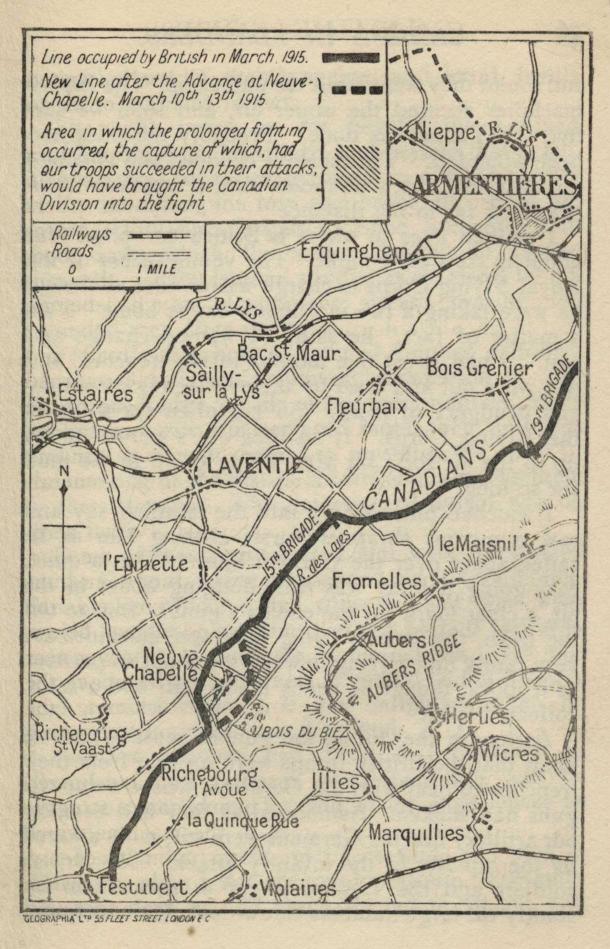 Line occupied by British in March. 1915.
New Line after the Advance at Neuve-
Chapelle. March 10th. 13th 1915
Area in which the prolonged fighting
occurred, the capture of which, had
our troops succeeded in their attacks,
would have brought the Canadian
Division into the fight
Railways
Roads
0 1 MILE
Nieppe
R. LYS
ARMENTIÈRES
Erquinghem
R. LYS
Bac St Maur
Sailly-
sur la Lys
Bois Grenier
Estaires
Fleurbaix
19TH BRIGADE
LAVENTIE
CANADIANS
N
15TH BRIGADE
R. des Laies
le Maisnil
l'Epinette
Fromelles
Aubers
AUBERS RIDGE
Neuve
Chapelle
Herlies
BOIS DU BIEZ
Richebourg
St Vaast
Wicres
Richebourg
l'Avoue
Illies
la Quinque Rue
Marquillies
Festubert
Violaines
"GEOGRAPHIA" LTD 55 FLEET STREET LONDON E C